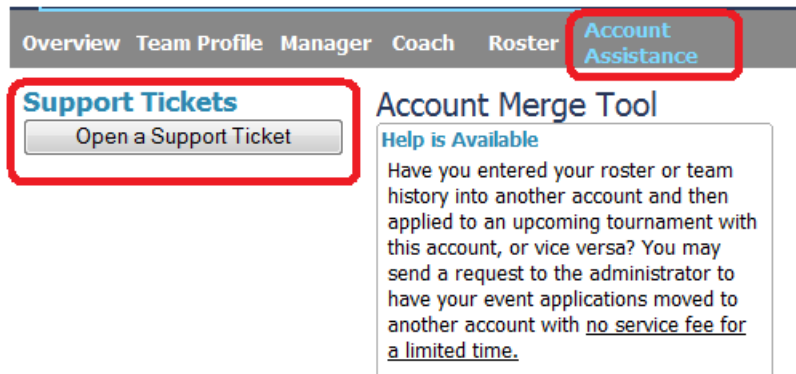 Overview Team Profile Manager Coach Roster Account
Assistance
Support Tickets
Open a Support Ticket
Account Merge Tool
Help is Available
Have you entered your roster or team
history into another account and then
applied to an upcoming tournament with
this account, or vice versa? You may
send a request to the administrator to
have your event applications moved to
another account with no service fee for
a limited time.